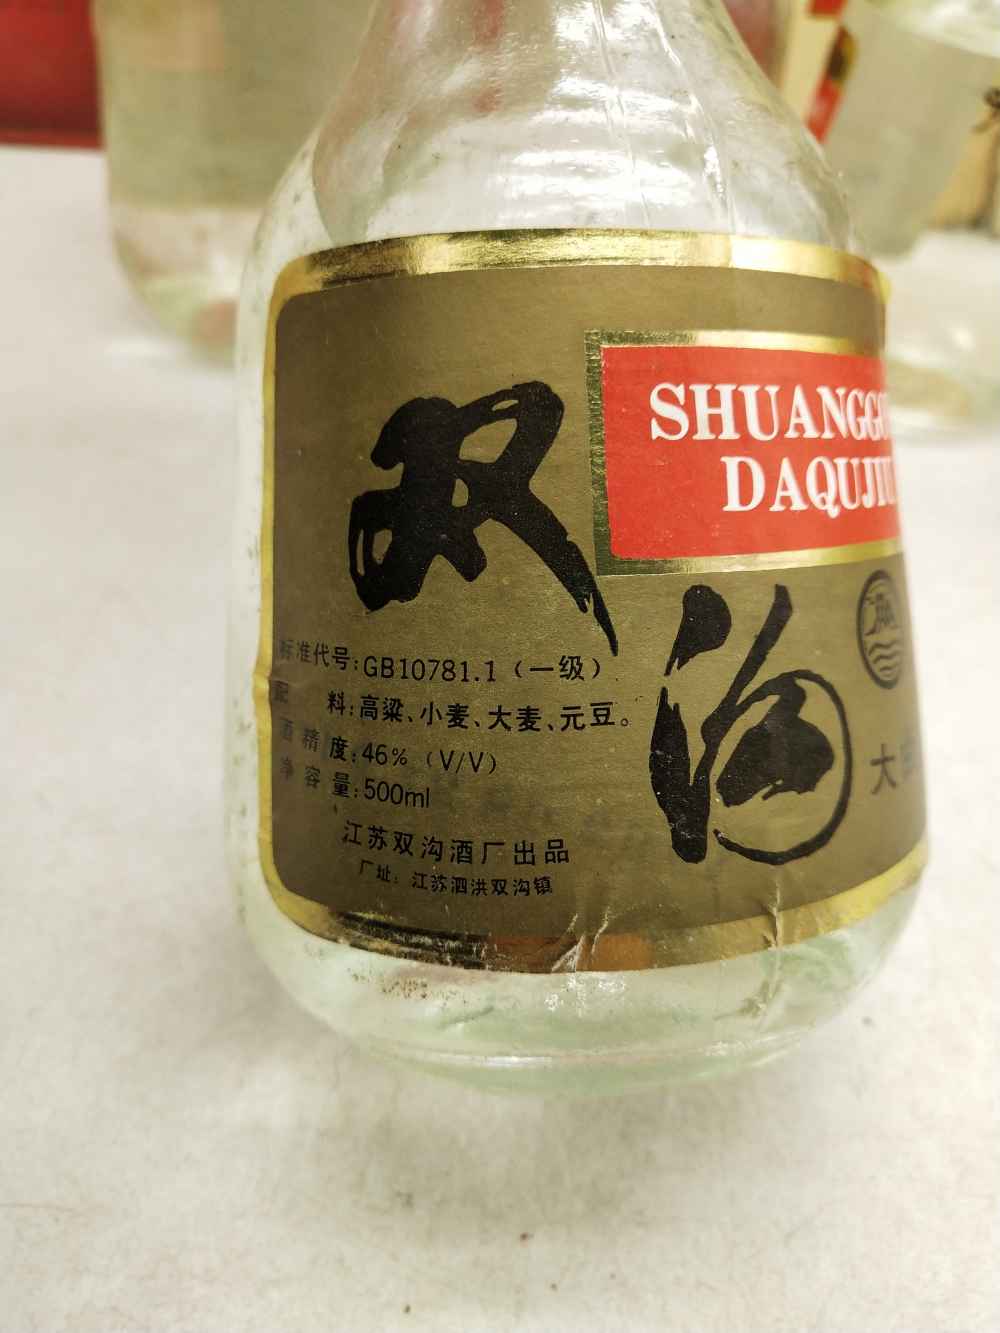 双沟
SHUANGGO
DAQUJIU
标准代号:GB10781.1（一级）
配 料:高粱、小麦、大麦、元豆。
酒精度:46%（V/V）
净容量:500ml
江苏双沟酒厂出品
厂址：江苏泗洪双沟镇
大